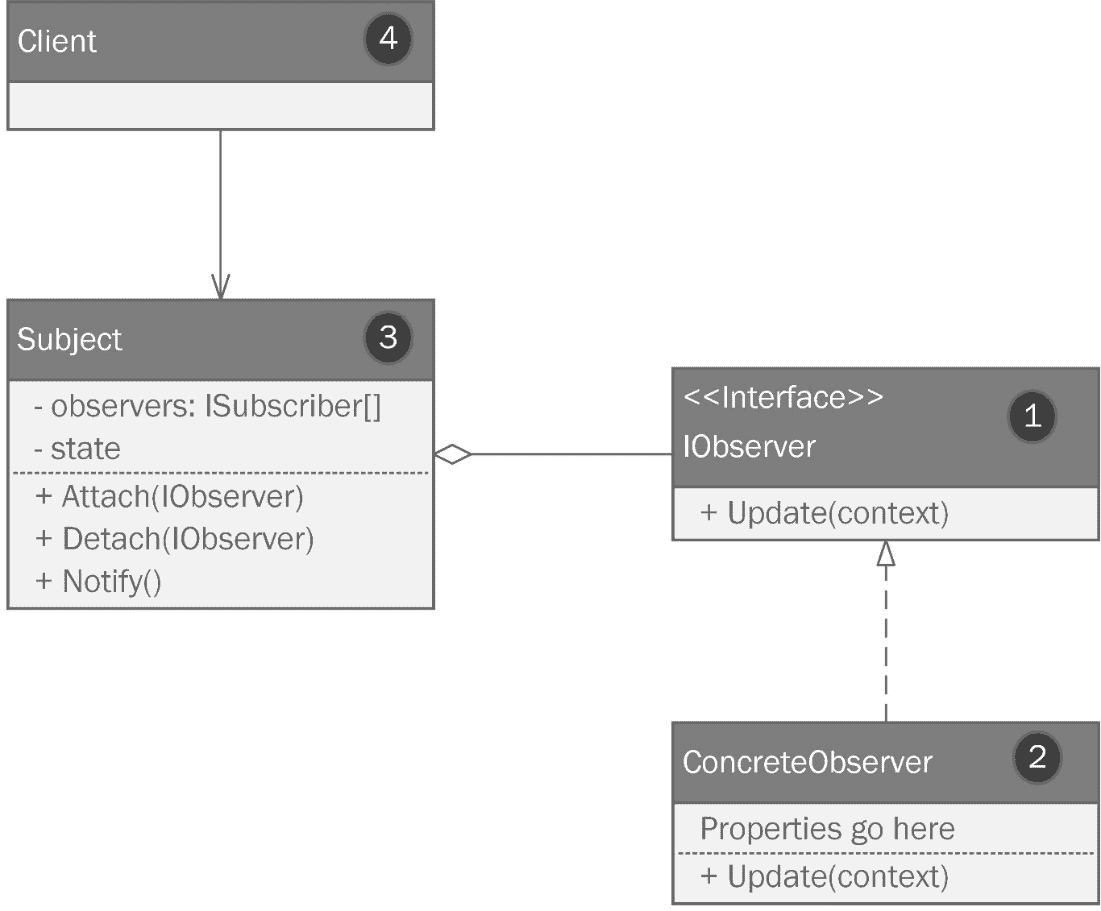 Client
4
Subject
3
- observers: ISubscriber[]
- state
+ Attach(IObserver)
+ Detach(IObserver)
+ Notify()
<<Interface>>
IObserver
1
+ Update(context)
ConcreteObserver
2
Properties go here
+ Update(context)